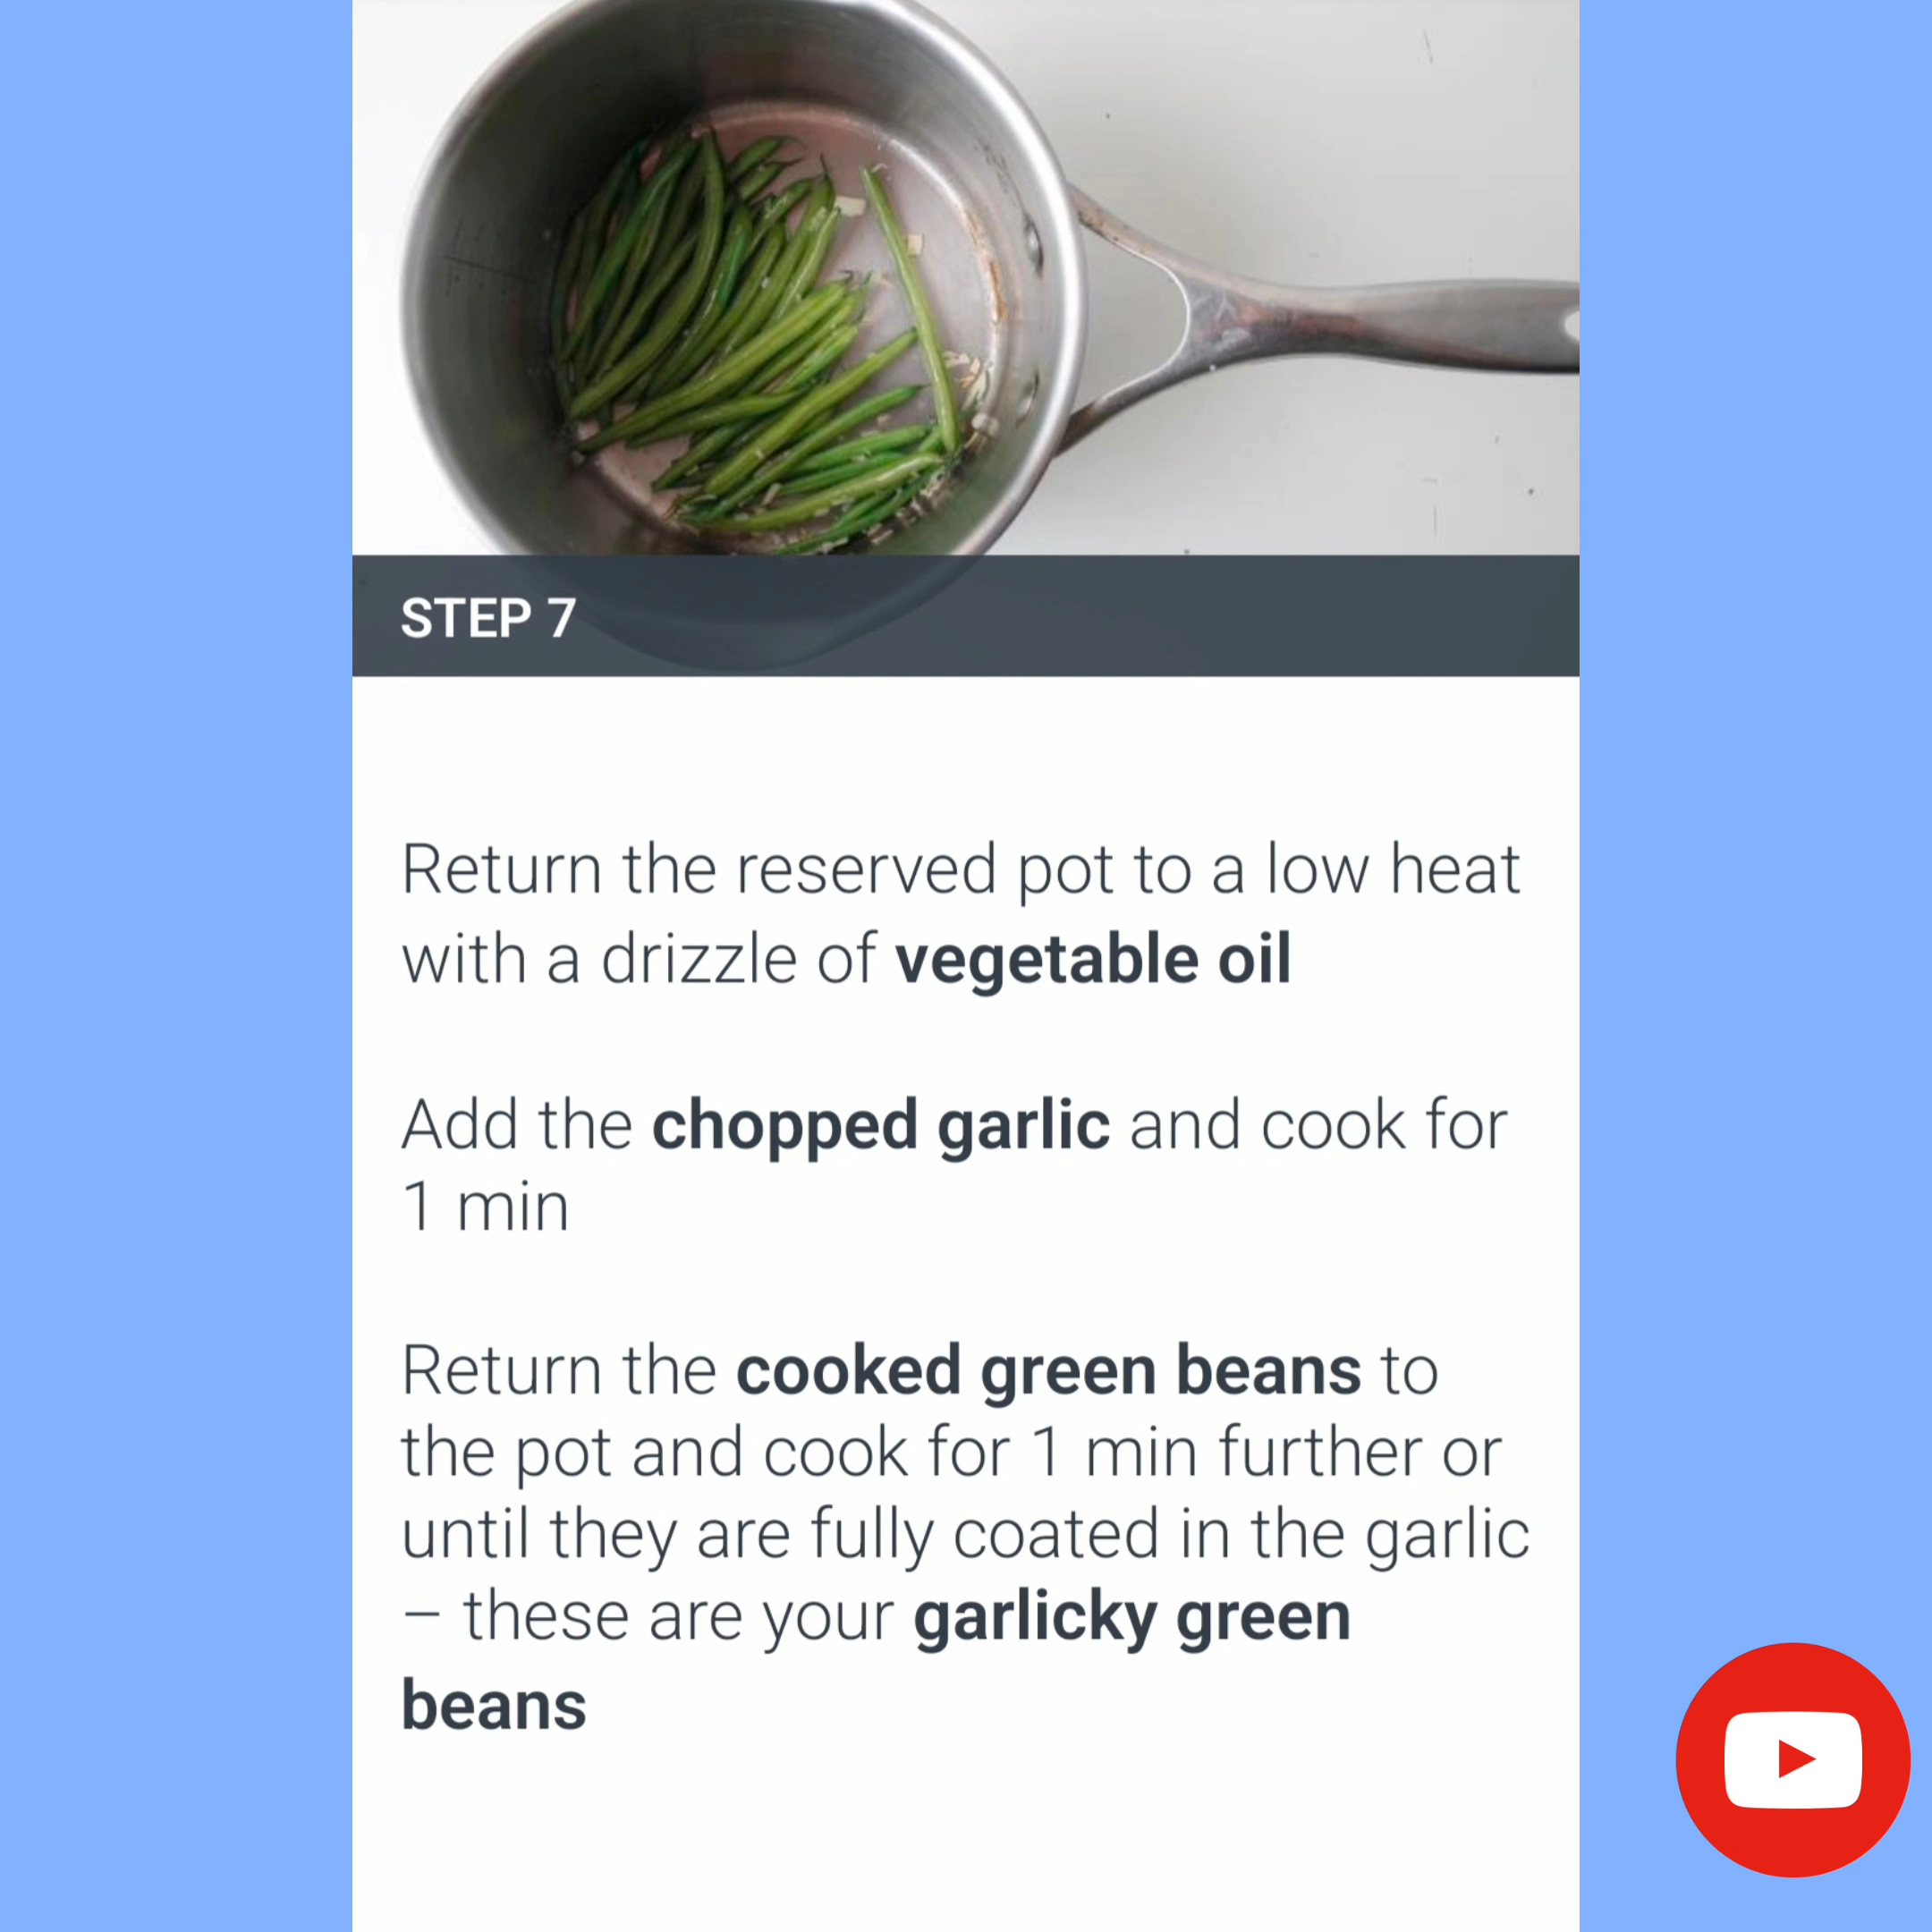 STEP 7
Return the reserved pot to a low heat
with a drizzle of vegetable oil
Add the chopped garlic and cook for
1 min
Return the cooked green beans to
the pot and cook for 1 min further or
until they are fully coated in the garlic
– these are your garlicky green
beans